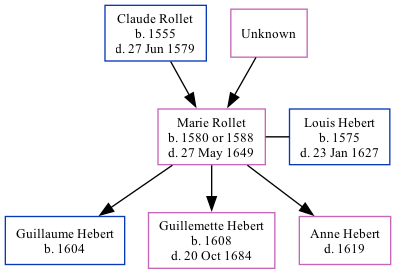 Claude Rollet
b. 1555
d. 27 Jun 1579
Unknown
Marie Rollet
b. 1580 or 1588
d. 27 May 1649
Louis Hebert
b. 1575
d. 23 Jan 1627
Guillaume Hebert
b. 1604
Guillemette Hebert
b. 1608
d. 20 Oct 1684
Anne Hebert
d. 1619